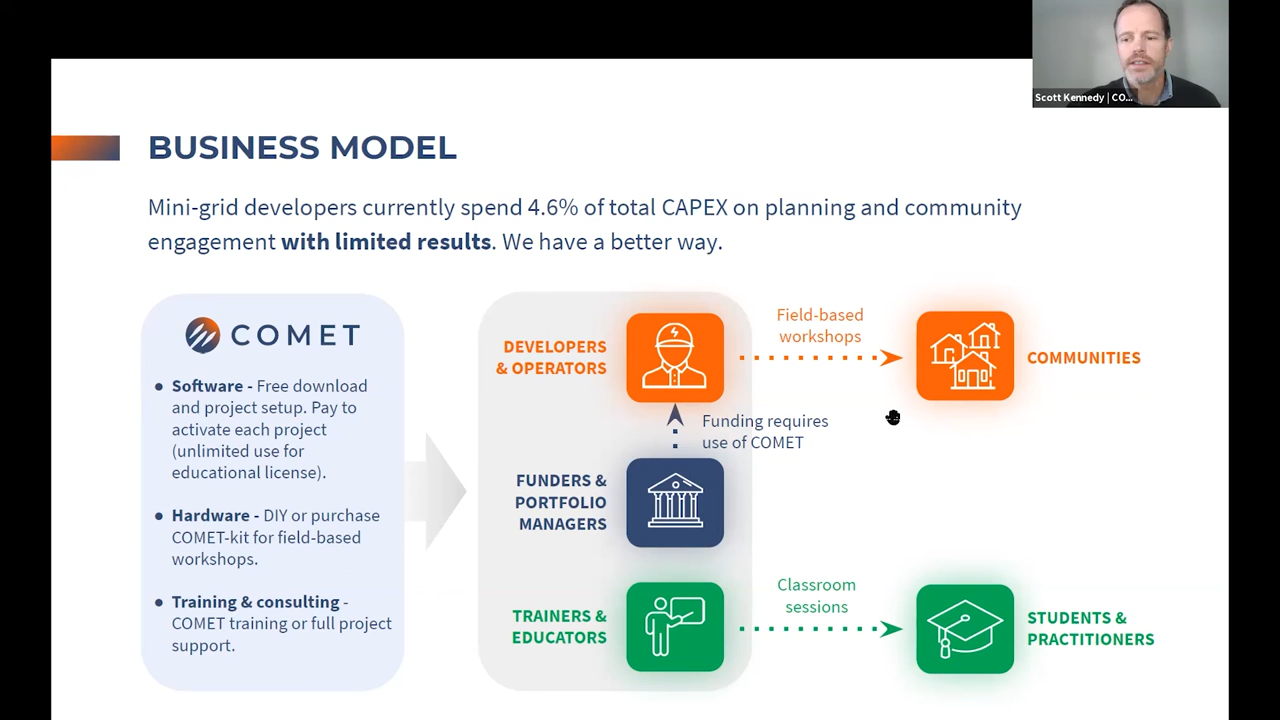 Scott Kennedy | CO...
BUSINESS MODEL
Mini-grid developers currently spend 4.6% of total CAPEX on planning and community
engagement with limited results. We have a better way.
COMET
● Software - Free download
and project setup. Pay to
activate each project
(unlimited use for
educational license).
● Hardware - DIY or purchase
COMET-kit for field-based
workshops.
● Training & consulting -
COMET training or full project
support.
DEVELOPERS
& OPERATORS
Field-based
workshops
COMMUNITIES
Funding requires
use of COMET
FUNDERS &
PORTFOLIO
MANAGERS
TRAINERS &
EDUCATORS
Classroom
sessions
STUDENTS &
PRACTITIONERS